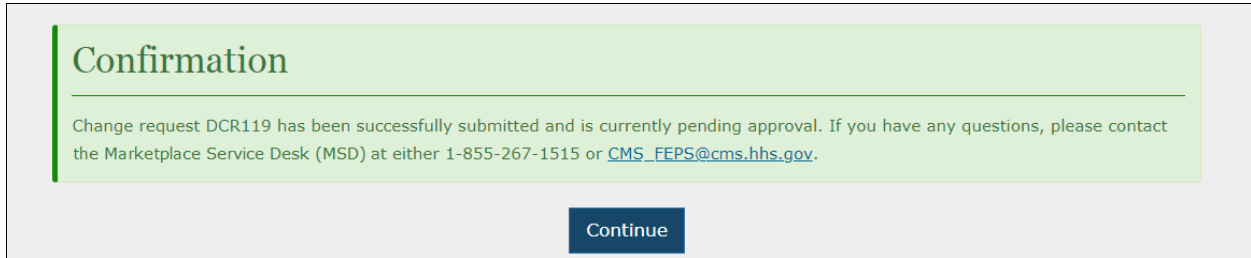 Confirmation
Change request DCR119 has been successfully submitted and is currently pending approval. If you have any questions, please contact
the Marketplace Service Desk (MSD) at either 1-855-267-1515 or CMS_FEPS@cms.hhs.gov.
Continue